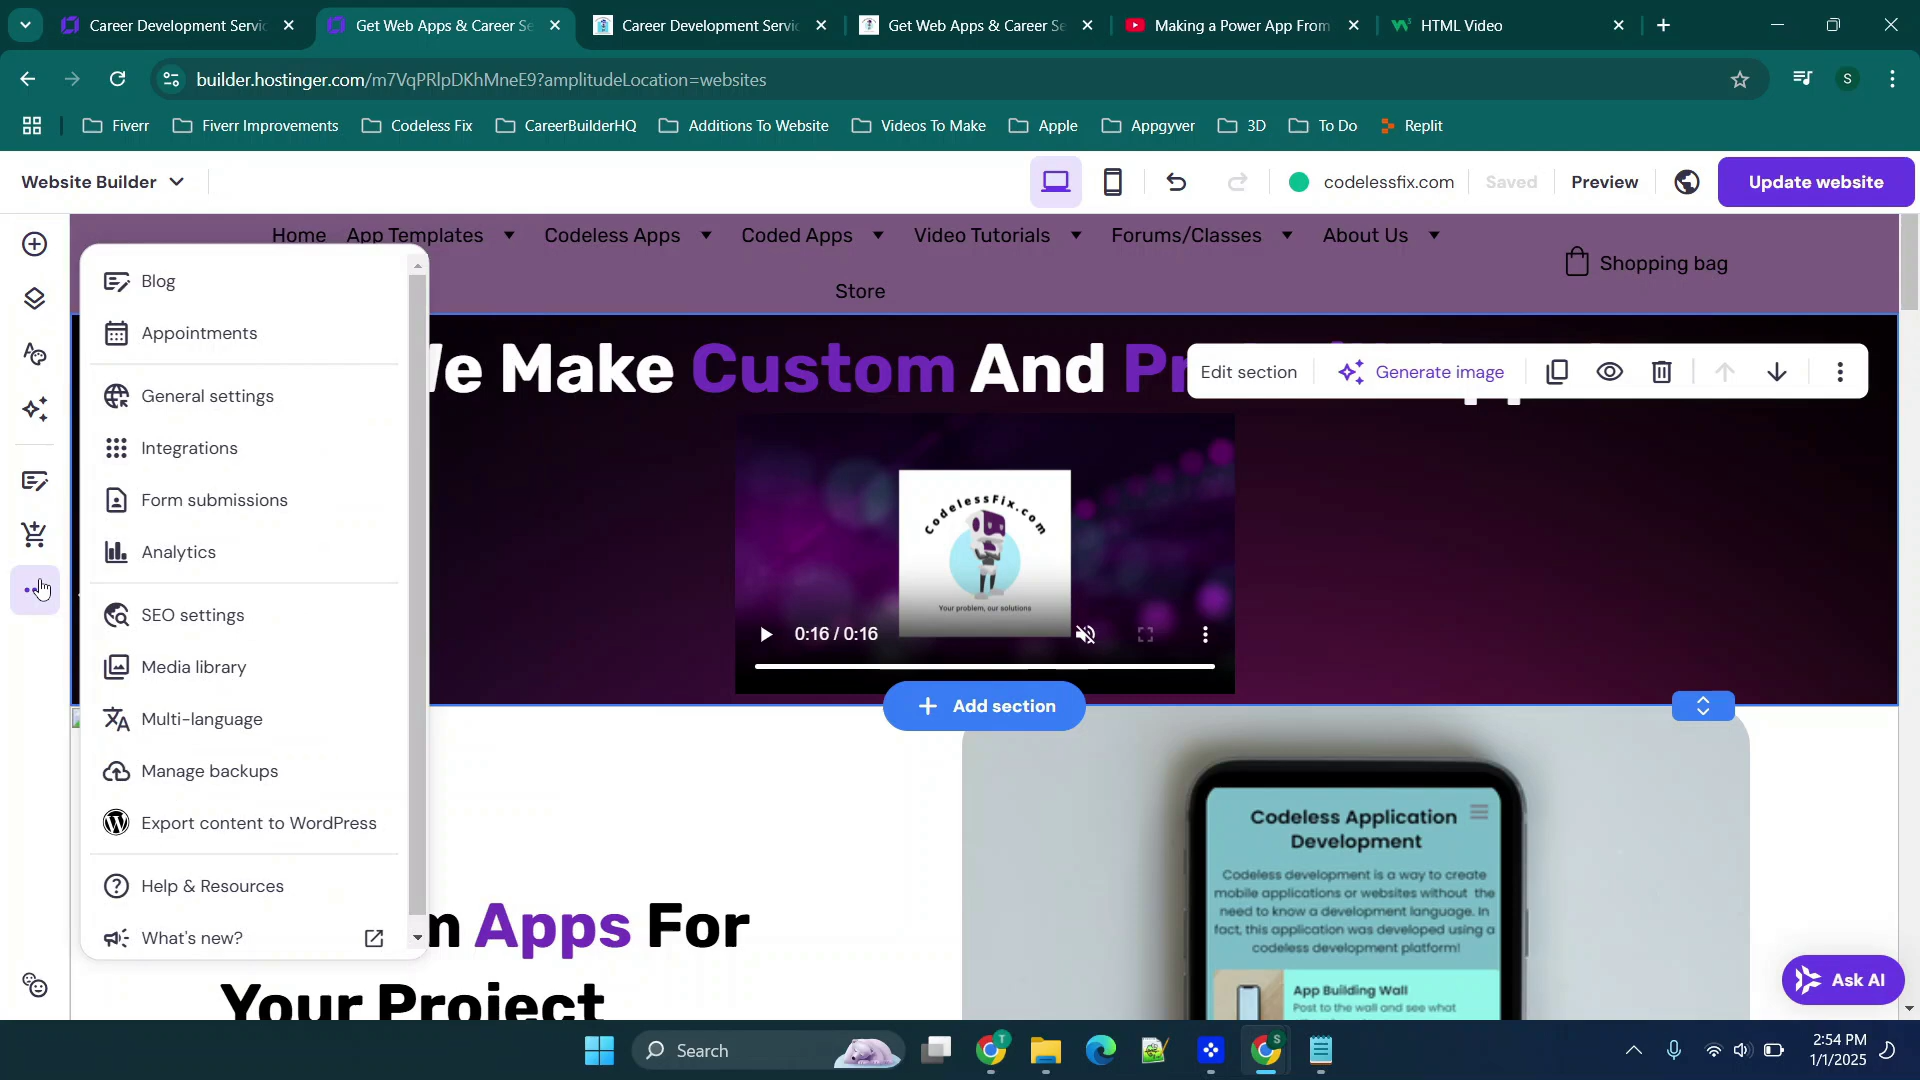 Career Development Servic
Get Web Apps & Career Se
Career Development Servic
Get Web Apps & Career Se
Making a Power App From
HTML Video
builder.hostinger.com/m7VqPRlpDKhMneE9?amplitudeLocation=websites
S
Fiverr
Fiverr Improvements
Codeless Fix
CareerBuilderHQ
Additions To Website
Videos To Make
Apple
Appgyver
3D
To Do
Replit
Website Builder
codelessfix.com
Saved
Preview
Update website
Home
App Templates
Codeless Apps
Coded Apps
Video Tutorials
Forums/Classes
About Us
Store
Shopping bag
Blog
Appointments
General settings
Integrations
Form submissions
Analytics
SEO settings
Media library
Multi-language
Manage backups
Export content to WordPress
Help & Resources
What's new?
We Make Custom And
Edit section
Generate image
CodelessFix.com
Your problem, our solutions
0:16 / 0:16
Add section
Apps For
Your Project
Codeless Application
Development
Codeless development is a way to create
mobile applications or websites without the
need to know a development language. In
fact, this application was developed using a
codeless development platform!
App Building Wall
Post to the wall and see what
Ask AI
Search
T
S
2:54 PM
1/1/2025